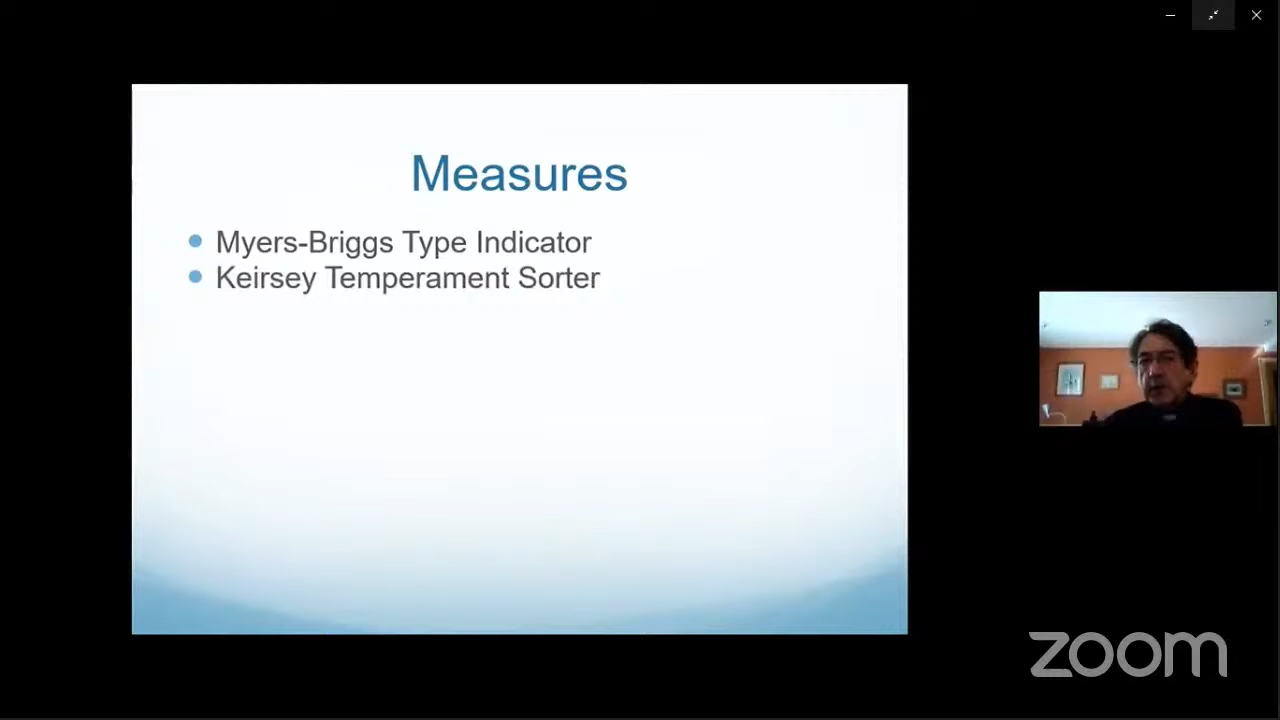 Measures
Myers-Briggs Type Indicator
Keirsey Temperament Sorter
zoom